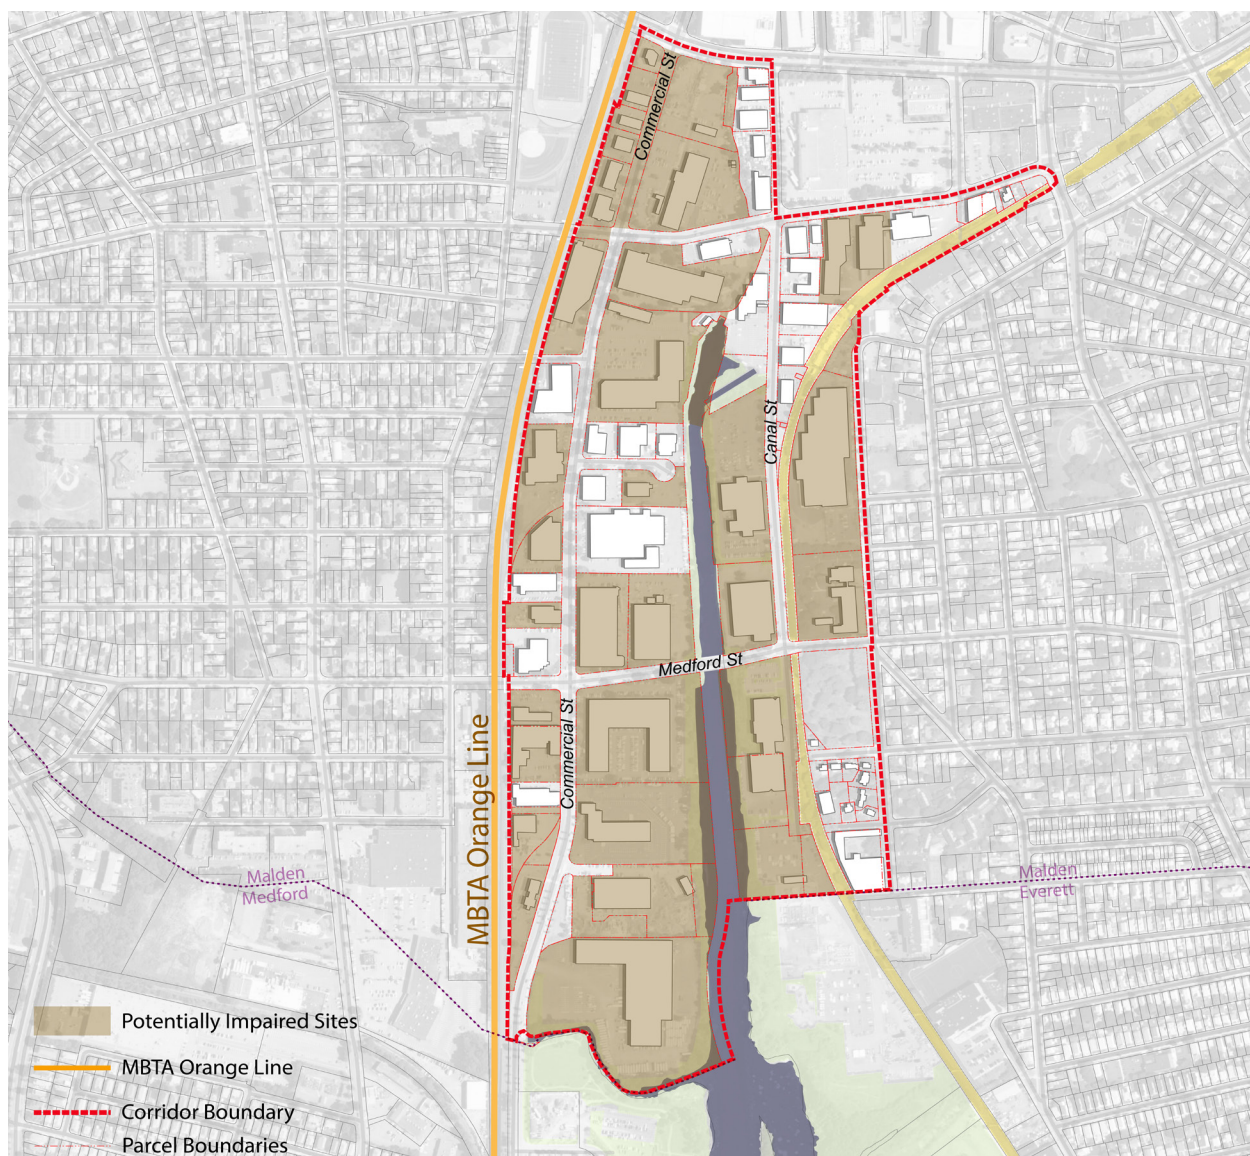 Commercial St
Canal St
Medford St
Commercial St
MBTA Orange Line
Malden
Medford
Malden
Everett
Potentially Impaired Sites
MBTA Orange Line
Corridor Boundary
Parcel Boundaries